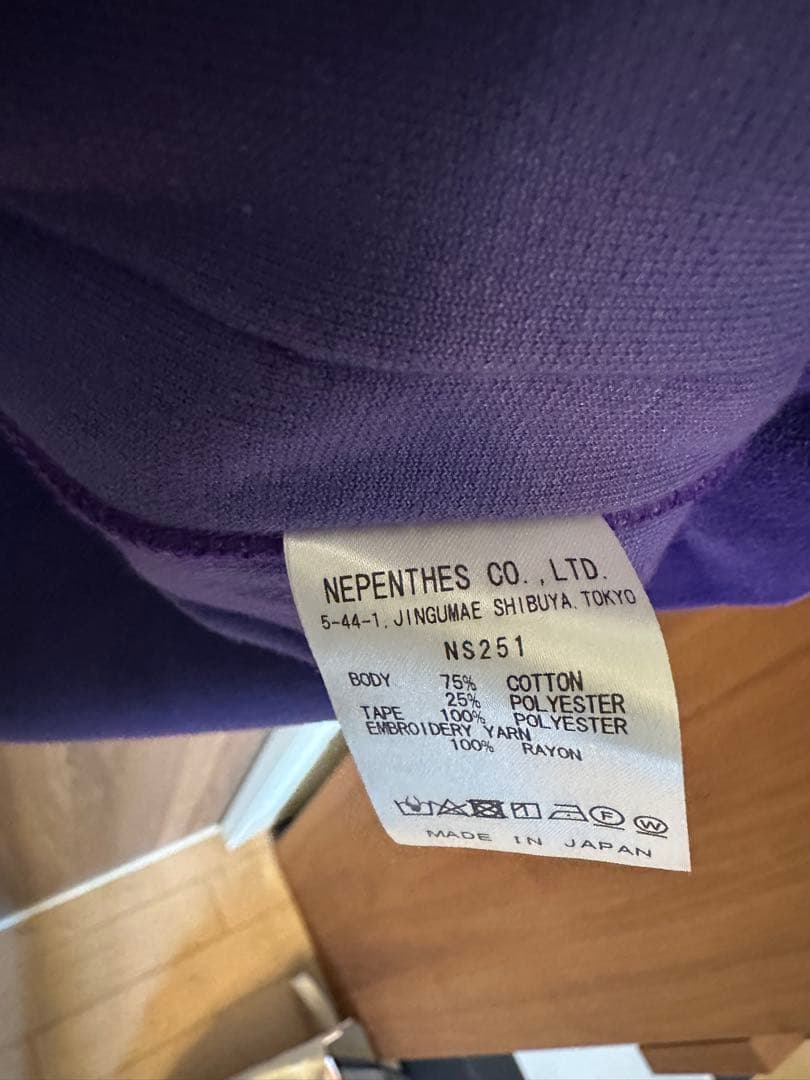 NEPENTHES CO.,LTD.
5-44-1, JINGUMAE SHIBUYA. TOKYO
NS251
BODY 75% COTTON
25% POLYESTER
TAPE 100% POLYESTER
EMBROIDERY YARN
100% RAYON
F W
MADE IN JAPAN